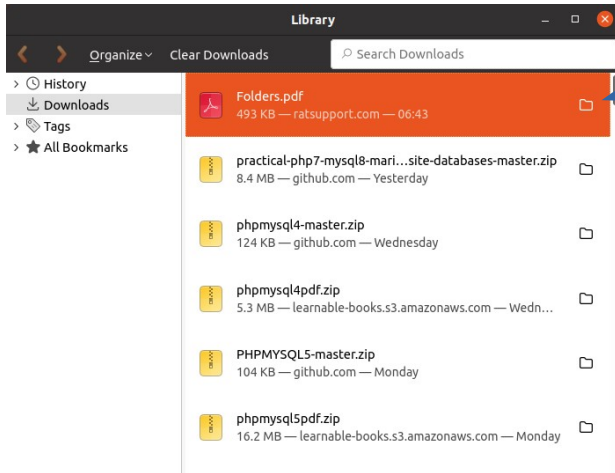 Library
Organize
Clear Downloads
Search Downloads
History
Downloads
Tags
All Bookmarks
Folders.pdf
493 KB — ratsupport.com — 06:43
practical-php7-mysql8-mari...site-databases-master.zip
8.4 MB — github.com — Yesterday
phpmysql4-master.zip
124 KB — github.com — Wednesday
phpmysql4pdf.zip
5.3 MB — learnable-books.s3.amazonaws.com — Wedn...
PHPMYSQL5-master.zip
104 KB — github.com — Monday
phpmysql5pdf.zip
16.2 MB — learnable-books.s3.amazonaws.com — Monday